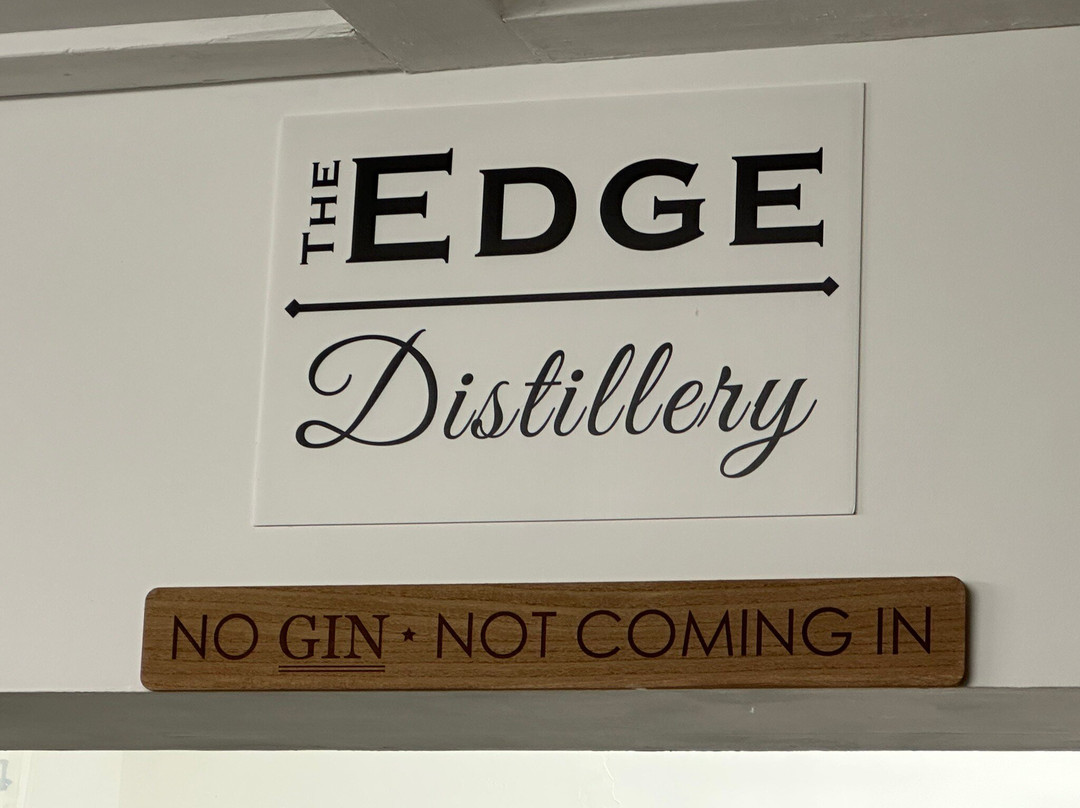 THE EDGE
Distillery
NO GIN ★ NOT COMING IN